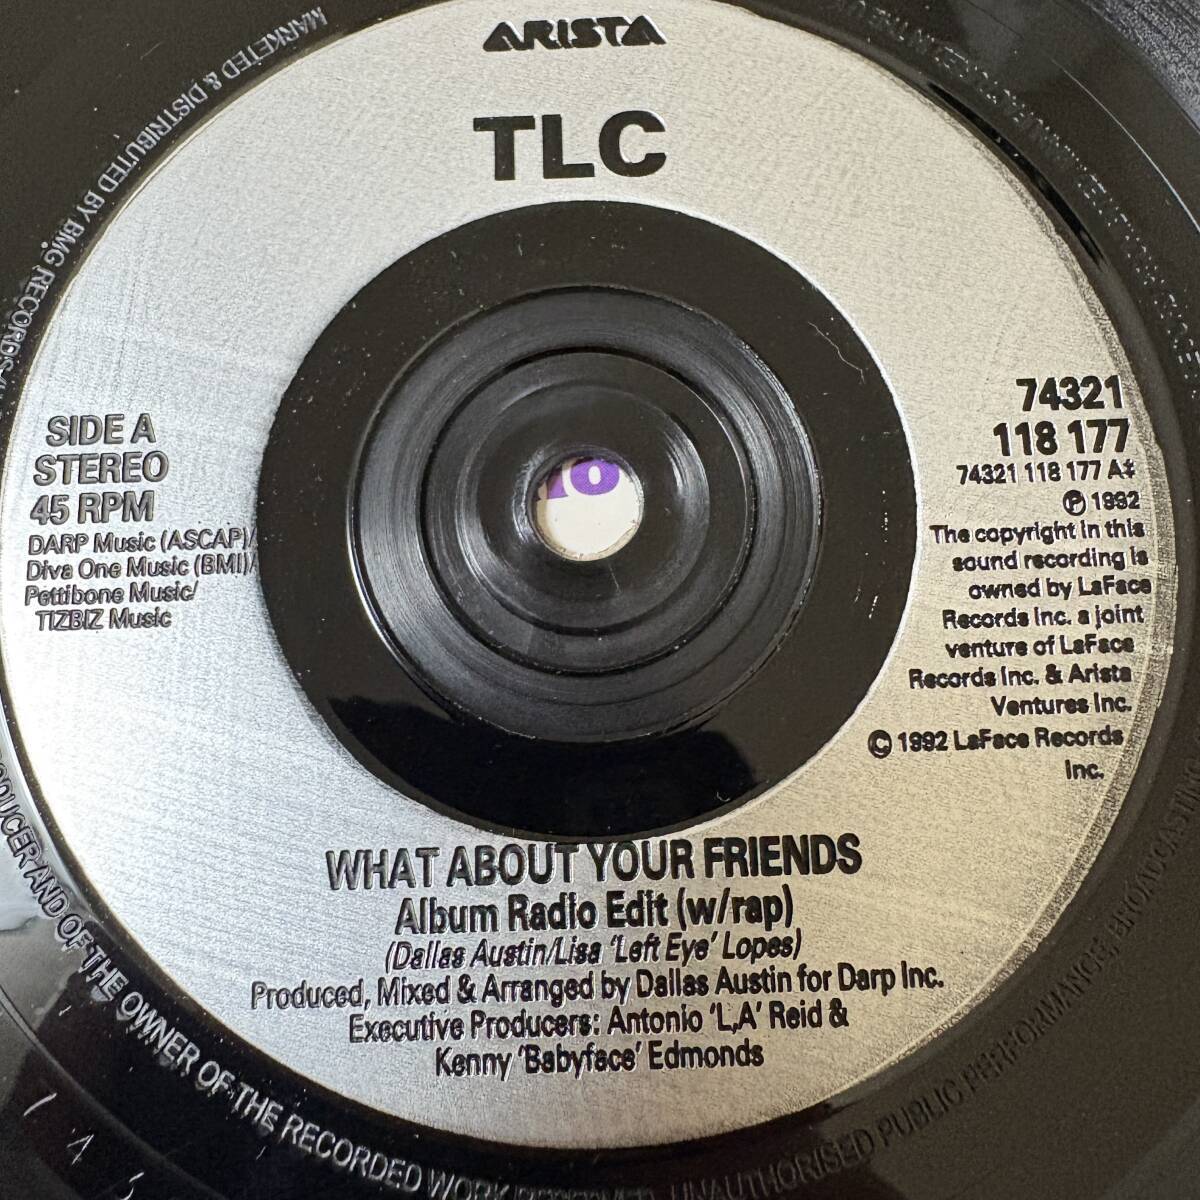 ARISTA
TLC
SIDE A
STEREO
45 RPM
DARP Music (ASCAP)/
Diva One Music (BMI)/
Pettibone Music/
TIZBIZ Music
74321
118 177
74321 118 177 A‡
℗ 1992
The copyright in this
sound recording is
owned by LaFace
Records Inc. a joint
venture of LaFace
Records Inc. & Arista
Ventures Inc.
© 1992 LaFace Records
Inc.
WHAT ABOUT YOUR FRIENDS
Album Radio Edit (w/rap)
(Dallas Austin/Lisa 'Left Eye' Lopes)
Produced, Mixed & Arranged by Dallas Austin for Darp Inc.
Executive Producers: Antonio 'L,A' Reid &
Kenny 'Babyface' Edmonds
MARKETED & DISTRIBUTED BY BMG RECORDS
AND OF THE OWNER OF THE RECORDED WORK RESERVED. UNAUTHORISED PUBLIC PERFORMANCE, BROADCASTING